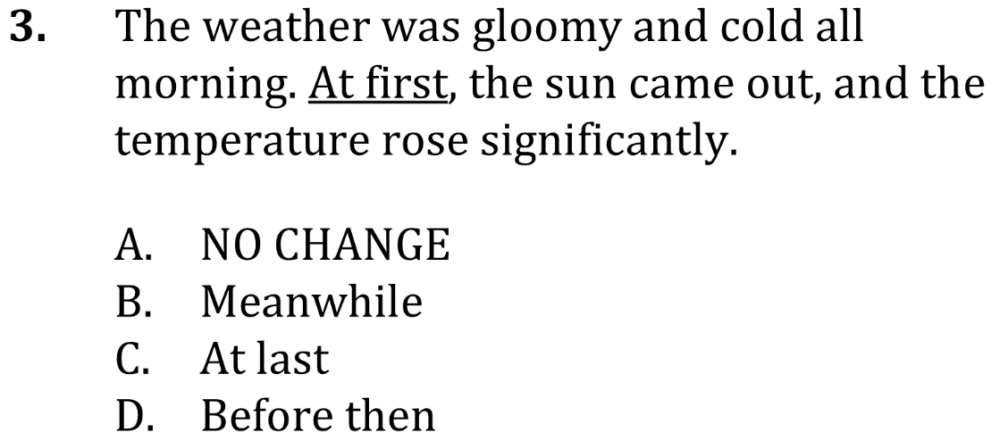 3. The weather was gloomy and cold all
morning. At first, the sun came out, and the
temperature rose significantly.
A. NO CHANGE
B. Meanwhile
C. At last
D. Before then